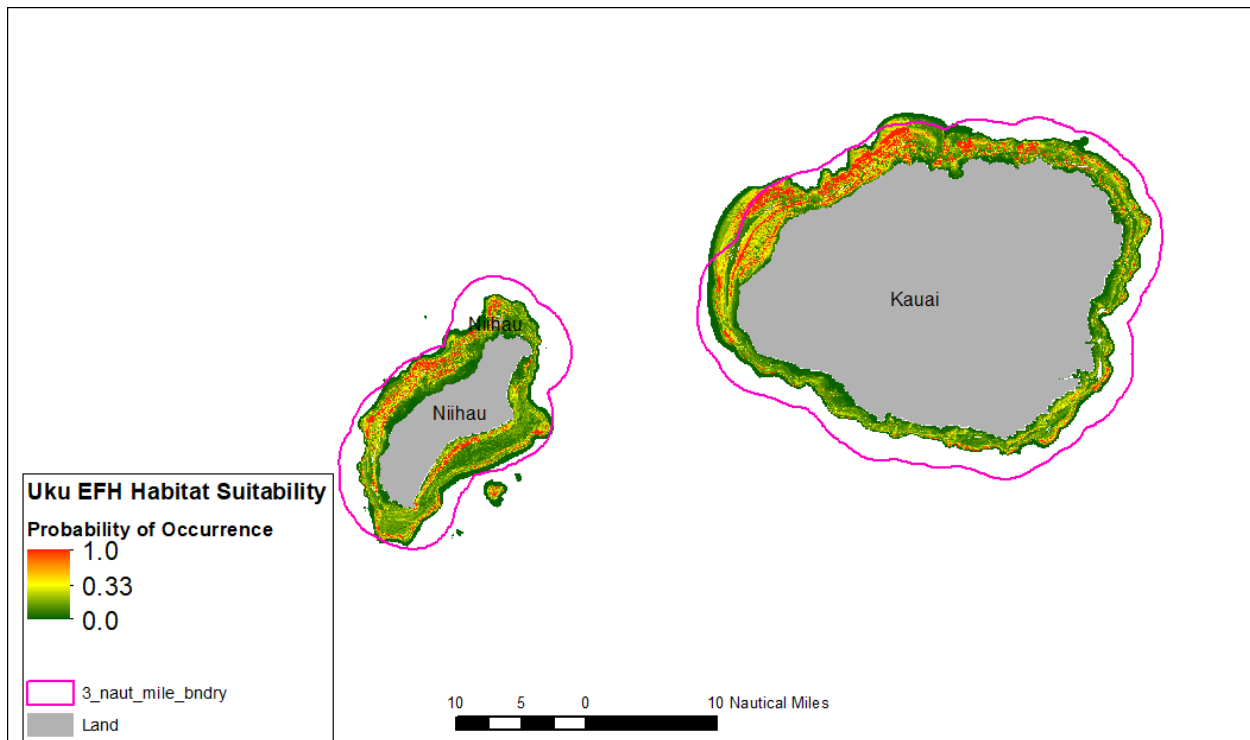 Kauai
Niihau
Niihau
Uku EFH Habitat Suitability
Probability of Occurrence
1.0
0.33
0.0
3_naut_mile_bndry
Land
10 5 0 10 Nautical Miles